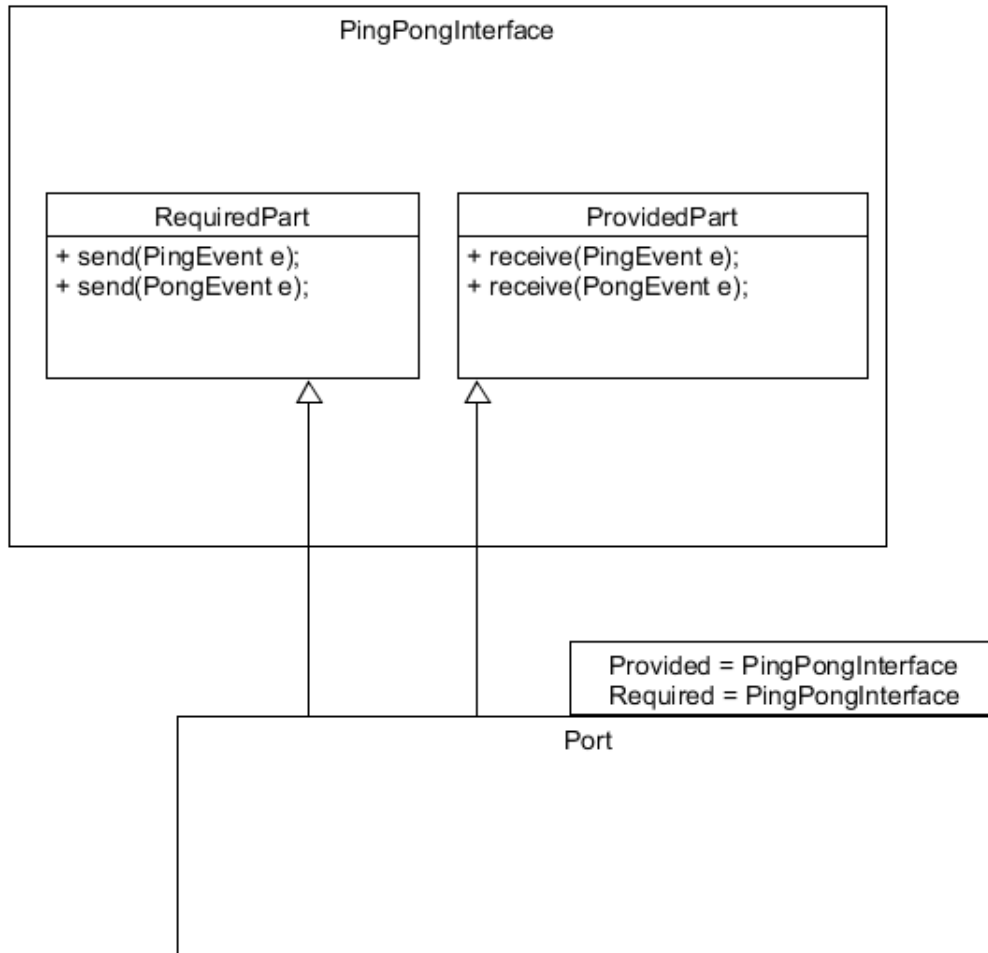 PingPongInterface
RequiredPart
+ send(PingEvent e);
+ send(PongEvent e);
ProvidedPart
+ receive(PingEvent e);
+ receive(PongEvent e);
Provided = PingPongInterface
Required = PingPongInterface
Port